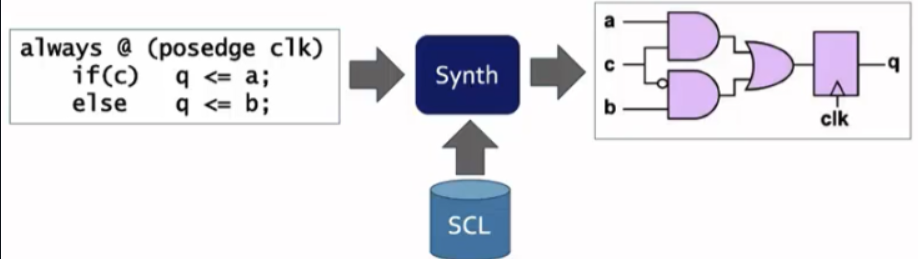 always @ (posedge clk)
if(c) q <= a;
else q <= b;
Synth
SCL
a
c
b
q
clk